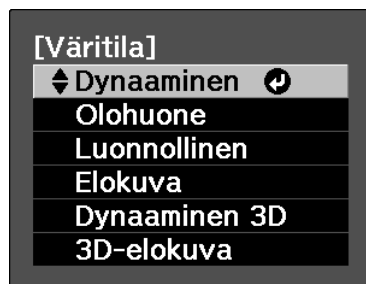 [Väritila]
Dynaaminen
Olohuone
Luonnollinen
Elokuva
Dynaaminen 3D
3D-elokuva